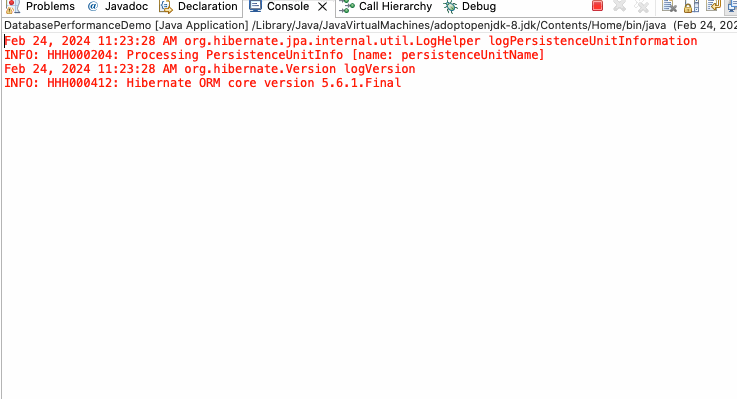 Problems @ Javadoc Declaration Console Call Hierarchy Debug
DatabasePerformanceDemo [Java Application] /Library/Java/JavaVirtualMachines/adoptopenjdk-8.jdk/Contents/Home/bin/java (Feb 24, 202
Feb 24, 2024 11:23:28 AM org.hibernate.jpa.internal.util.LogHelper logPersistenceUnitInformation
INFO: HHH000204: Processing PersistenceUnitInfo [name: persistenceUnitName]
Feb 24, 2024 11:23:28 AM org.hibernate.Version logVersion
INFO: HHH000412: Hibernate ORM core version 5.6.1.Final